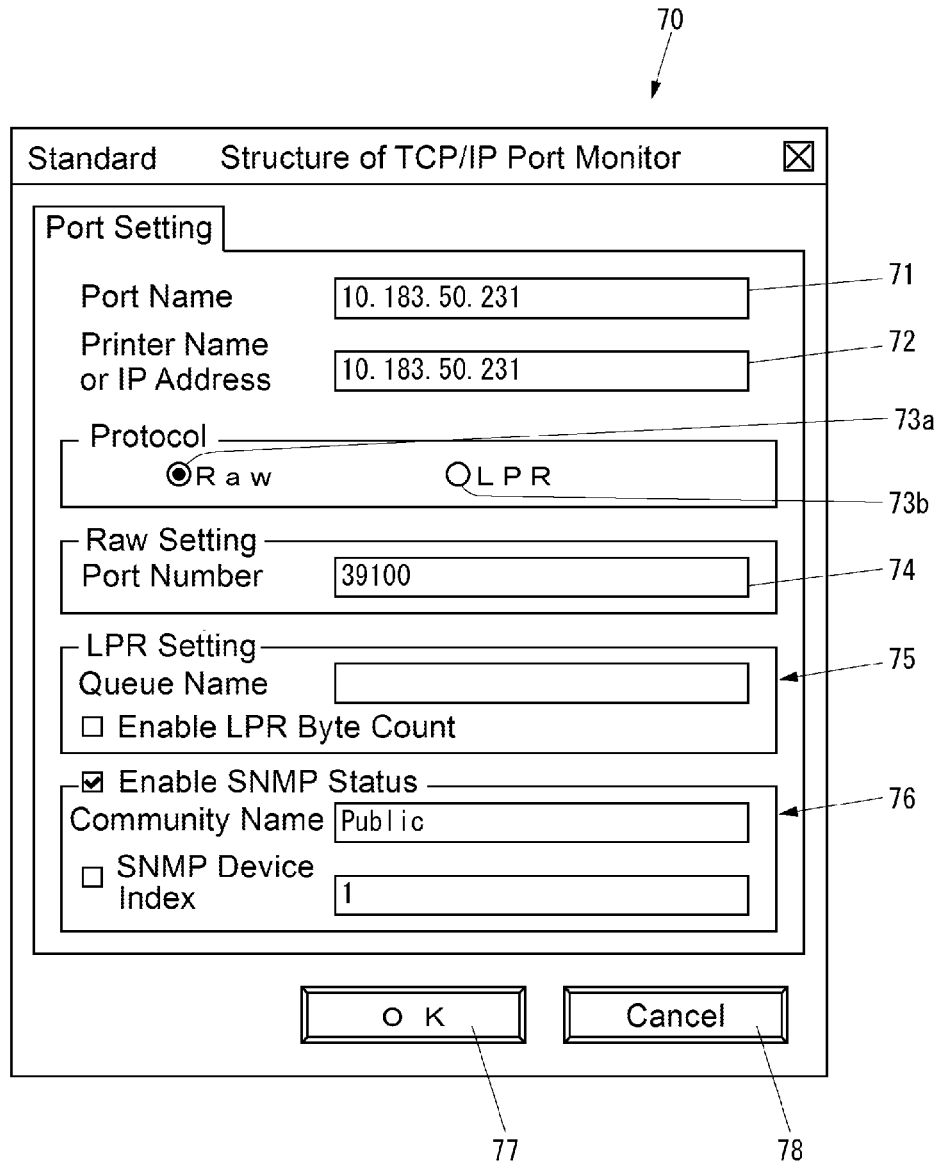 70
Standard Structure of TCP/IP Port Monitor
Port Setting
Port Name 10.183.50.231 71
Printer Name
or IP Address 10.183.50.231 72
Protocol 73a
Raw LPR
73b
Raw Setting
Port Number 39100 74
LPR Setting 75
Queue Name
Enable LPR Byte Count
Enable SNMP Status
Community Name Public 76
SNMP Device
Index 1
OK Cancel
77 78